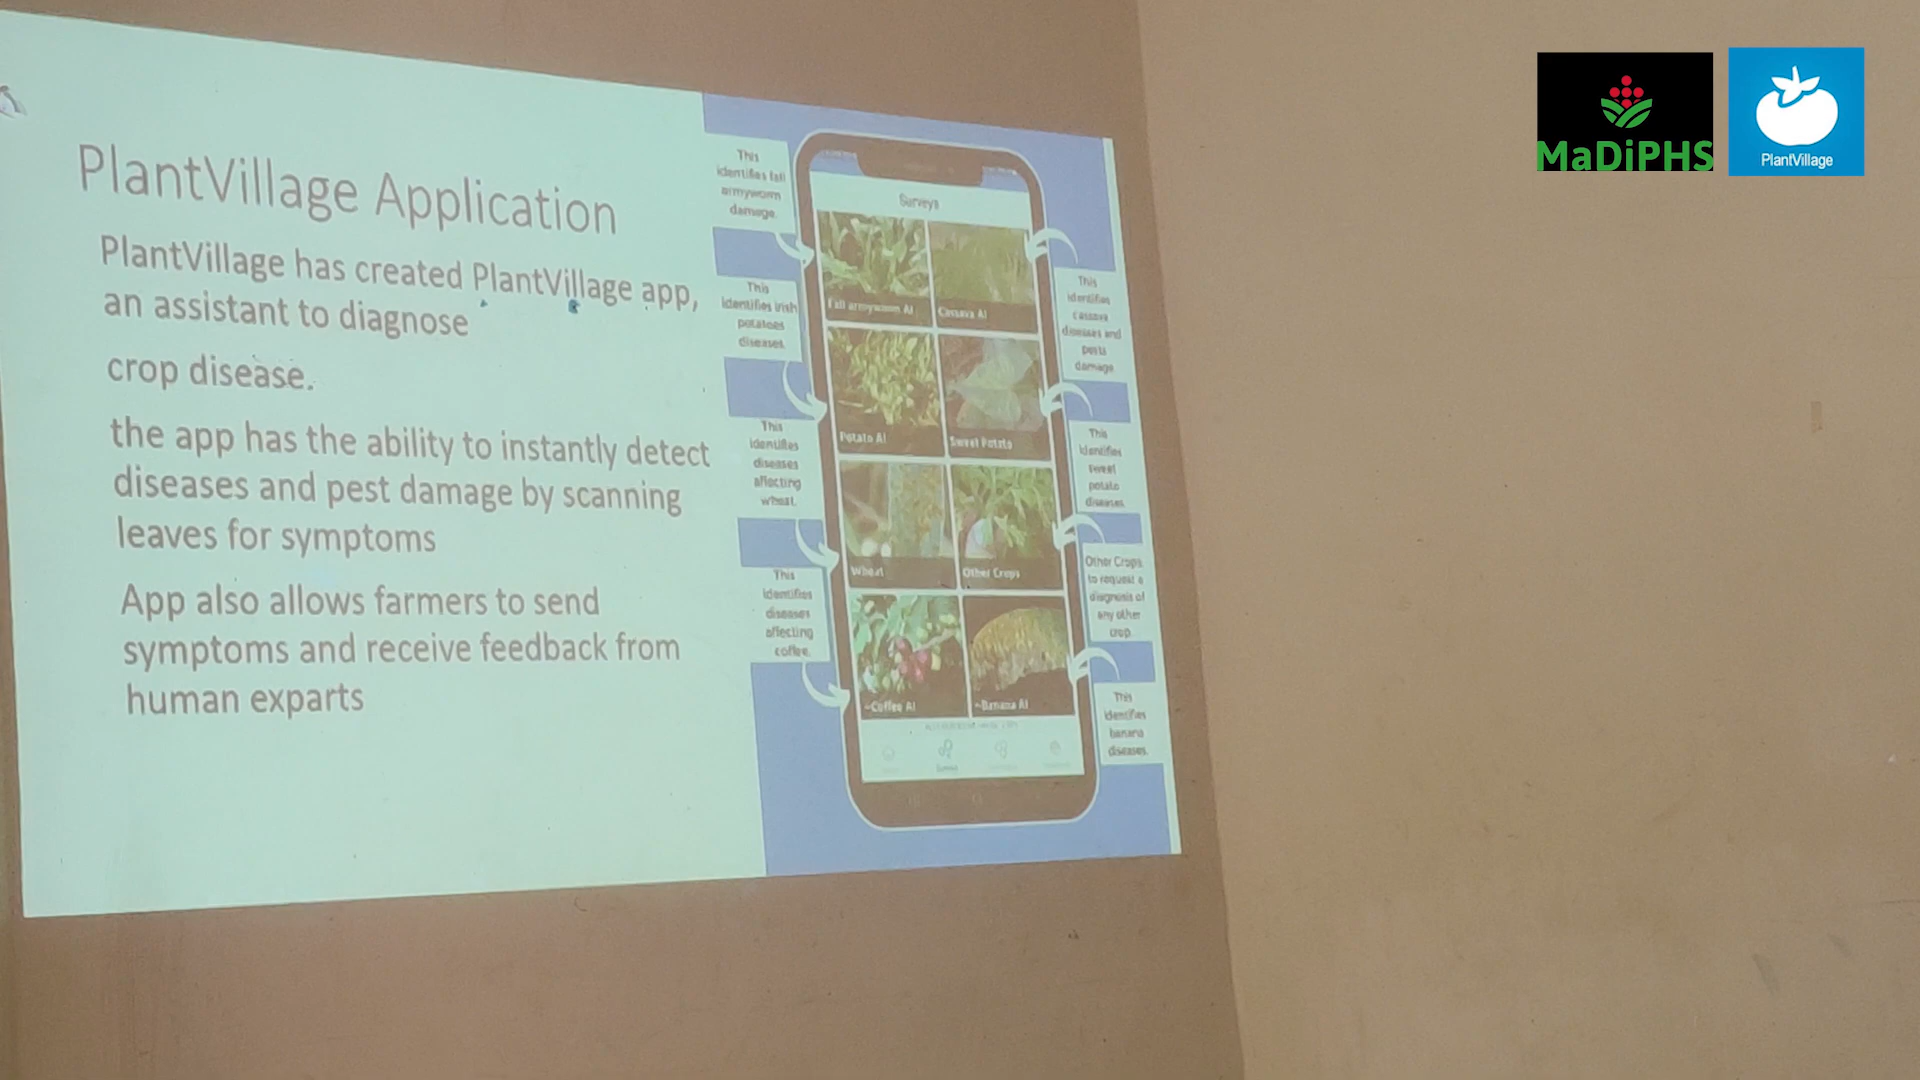 PlantVillage Application
PlantVillage has created PlantVillage app,
an assistant to diagnose
crop disease.
the app has the ability to instantly detect
diseases and pest damage by scanning
leaves for symptoms
App also allows farmers to send
symptoms and receive feedback from
human exparts
This
identifies fall
armyworm
damage.
This
identifies irish
potatoes
diseases.
This
identifies
diseases
affecting
wheat.
This
identifies
diseases
affecting
coffee.
Surveys
Fall armyworm AI
Cassava AI
Potato AI
Sweet Potato
Wheat
Other Crops
~Coffee AI
~Banana AI
Surveys
This
identifies
cassava
diseases and
pests
damage
This
identifies
sweet
potato
diseases.
Other Crops
to request a
diagnosis of
any other
crop.
This
identifies
banana
diseases.
MaDiPHS
PlantVillage